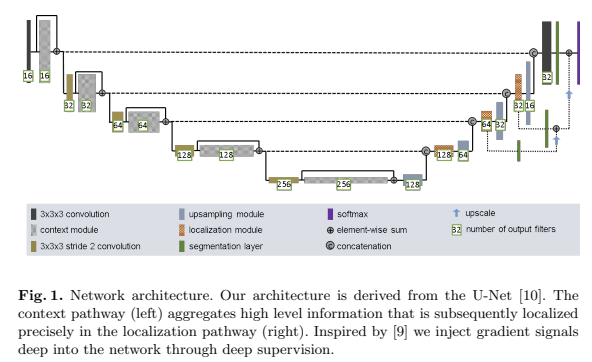 16 16 32
32 32 32 16
64 64 64 32
128 128 128 64
256 256 128
3x3x3 convolution upsampling module softmax upscale
context module localization module element-wise sum 32 number of output filters
3x3x3 stride 2 convolution segmentation layer concatenation
Fig. 1. Network architecture. Our architecture is derived from the U-Net [10]. The
context pathway (left) aggregates high level information that is subsequently localized
precisely in the localization pathway (right). Inspired by [9] we inject gradient signals
deep into the network through deep supervision.